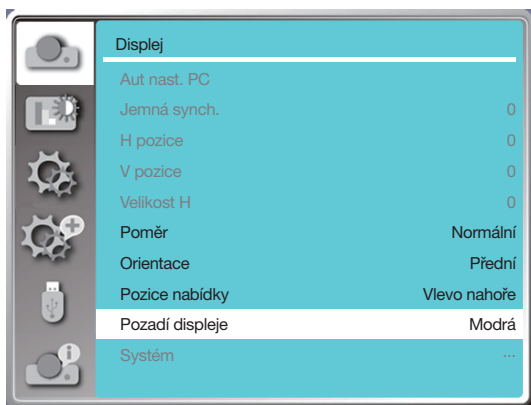 Displej
Aut nast. PC
Jemná synch. 0
H pozice 0
V pozice 0
Velikost H 0
Poměr Normální
Orientace Přední
Pozice nabídky Vlevo nahoře
Pozadí displeje Modrá
Systém ...